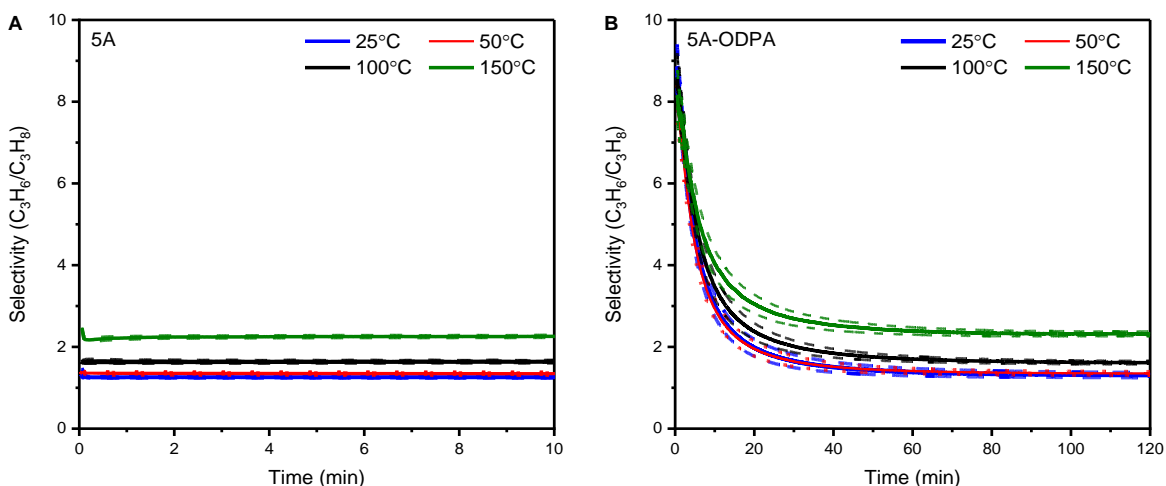 A
5A
25°C 50°C
100°C 150°C
10
8
6
4
2
0
Selectivity (C₃H₆/C₃H₈)
0 2 4 6 8 10
Time (min)
B
5A-ODPA
25°C 50°C
100°C 150°C
10
8
6
4
2
0
Selectivity (C₃H₆/C₃H₈)
0 20 40 60 80 100 120
Time (min)